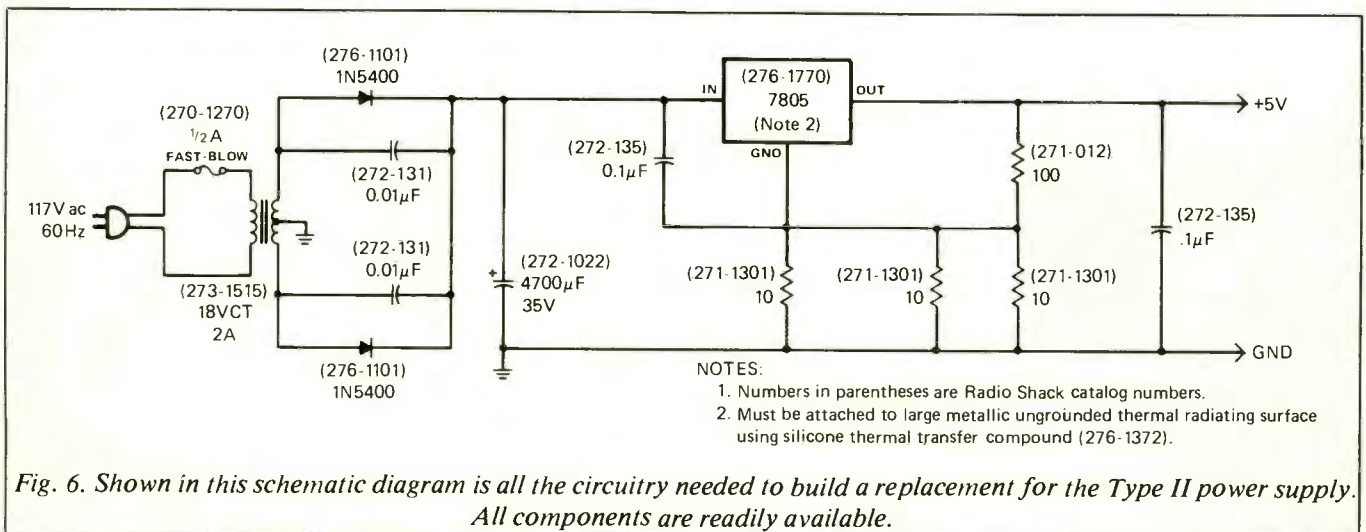 (276-1101)
1N5400
(270-1270)
1/2 A
FAST-BLOW
(272-131)
0.01µF
117V ac
60Hz
(272-131)
0.01µF
(273-1515)
18VCT
2A
(276-1101)
1N5400
+
(272-1022)
4700µF
35V
(272-135)
0.1µF
IN
(276-1770)
7805
(Note 2)
OUT
GND
+5V
(271-012)
100
(272-135)
.1µF
(271-1301)
10
(271-1301)
10
(271-1301)
10
GND
NOTES:
1. Numbers in parentheses are Radio Shack catalog numbers.
2. Must be attached to large metallic ungrounded thermal radiating surface
using silicone thermal transfer compound (276-1372).
Fig. 6. Shown in this schematic diagram is all the circuitry needed to build a replacement for the Type II power supply.
All components are readily available.